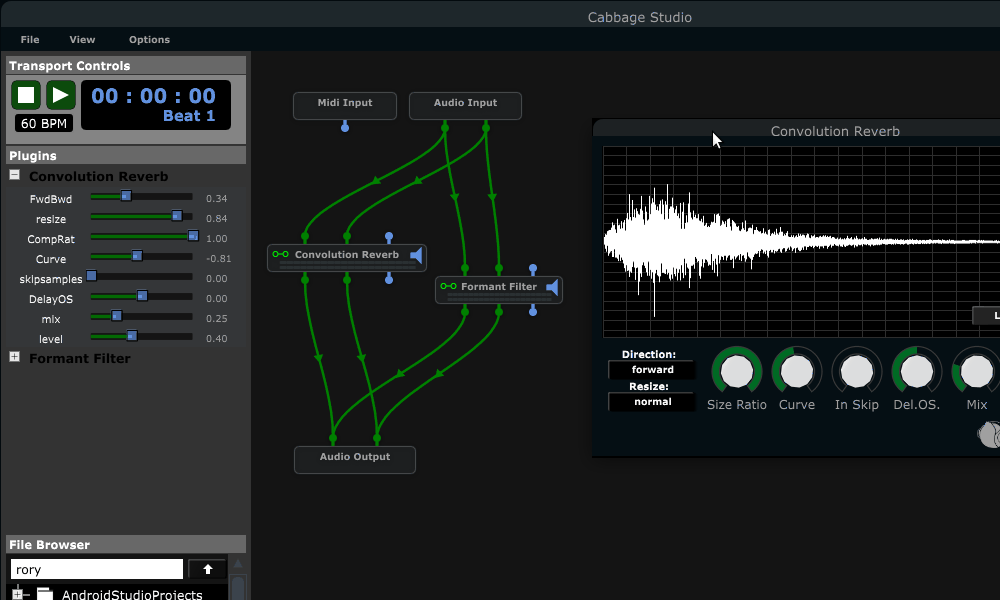 Cabbage Studio
File View Options
Transport Controls
00 : 00 : 00
Beat 1
60 BPM
Plugins
Convolution Reverb
FwdBwd 0.34
resize 0.84
CompRat 1.00
Curve -0.81
skipsamples 0.00
DelayOS 0.00
mix 0.25
level 0.40
Formant Filter
File Browser
rory
AndroidStudioProjects
Midi Input
Audio Input
Convolution Reverb
Formant Filter
Audio Output
Convolution Reverb
L
Direction:
forward
Resize:
normal
Size Ratio Curve In Skip Del.OS. Mix